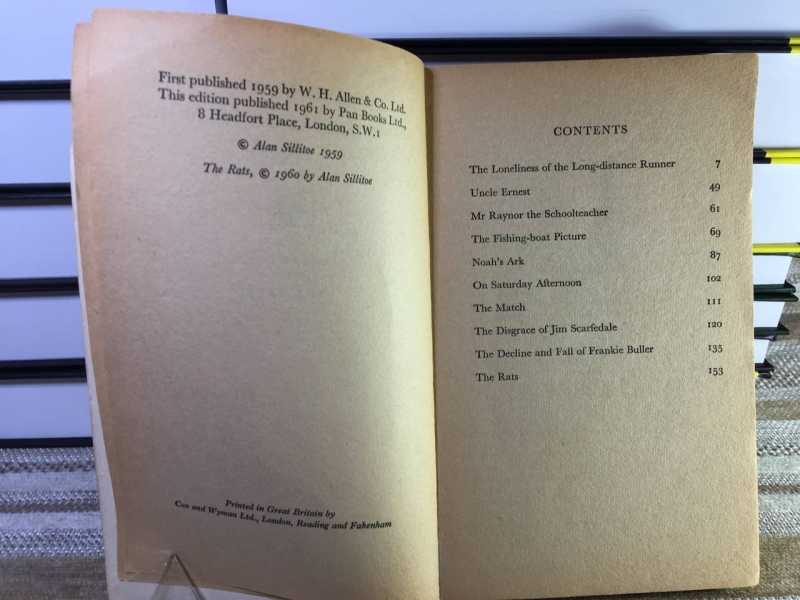 First published 1959 by W. H. Allen & Co. Ltd.
This edition published 1961 by Pan Books Ltd.,
8 Headfort Place, London, S.W.1
© Alan Sillitoe 1959
The Rats, © 1960 by Alan Sillitoe
Printed in Great Britain by
Cox and Wyman Ltd., London, Reading and Fakenham
CONTENTS
The Loneliness of the Long-distance Runner 7
Uncle Ernest 49
Mr Raynor the Schoolteacher 61
The Fishing-boat Picture 69
Noah's Ark 87
On Saturday Afternoon 102
The Match 111
The Disgrace of Jim Scarfedale 120
The Decline and Fall of Frankie Buller 135
The Rats 153